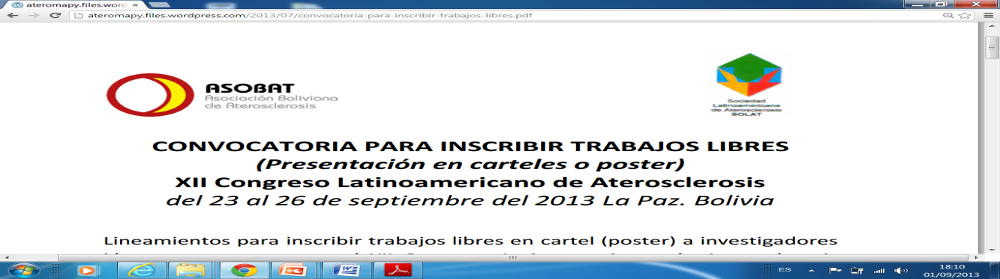 ateromapy.files.word
ateromapy.files.wordpress.com/2013/07/convocatoria-para-inscribir-trabajos-libres.pdf
ASOBAT
Asociación Boliviana
de Aterosclerosis
Sociedad
Latinoamericana
de Aterosclerosis
SOLAT
CONVOCATORIA PARA INSCRIBIR TRABAJOS LIBRES
(Presentación en carteles o poster)
XII Congreso Latinoamericano de Aterosclerosis
del 23 al 26 de septiembre del 2013 La Paz. Bolivia
Lineamientos para inscribir trabajos libres en cartel (poster) a investigadores
ES
18:10
01/09/2013